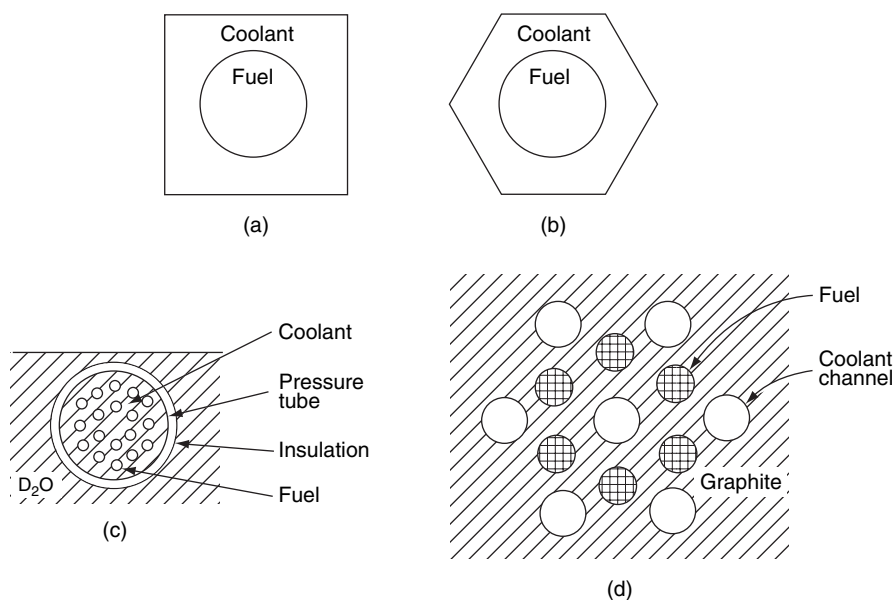 Coolant
Fuel
(a)
Coolant
Fuel
(b)
Coolant
Pressure
tube
Insulation
Fuel
D₂O
(c)
Fuel
Coolant
channel
Graphite
(d)